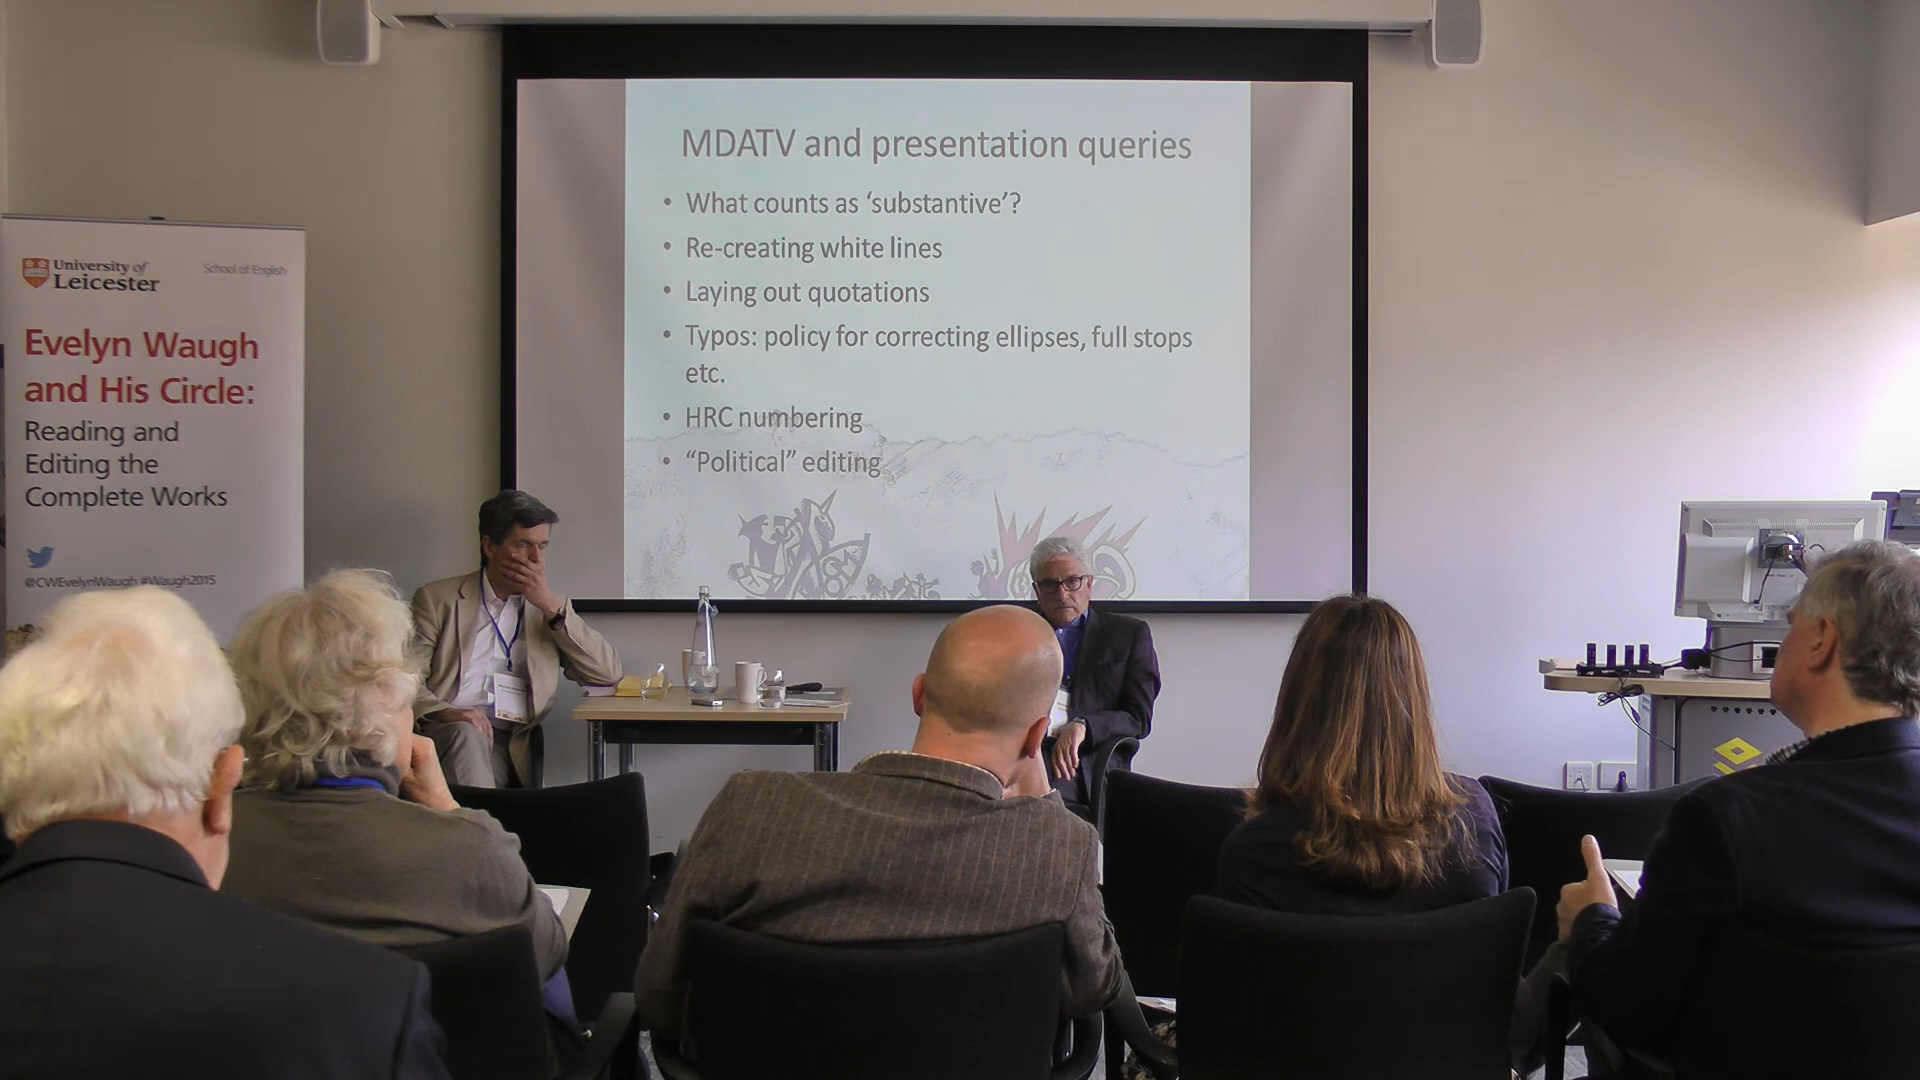 MDATV and presentation queries
• What counts as ‘substantive’?
• Re-creating white lines
• Laying out quotations
• Typos: policy for correcting ellipses, full stops
etc.
• HRC numbering
• “Political” editing
University of
Leicester
School of English
Evelyn Waugh
and His Circle:
Reading and
Editing the
Complete Works
@CWEvelynWaugh #Waugh2015